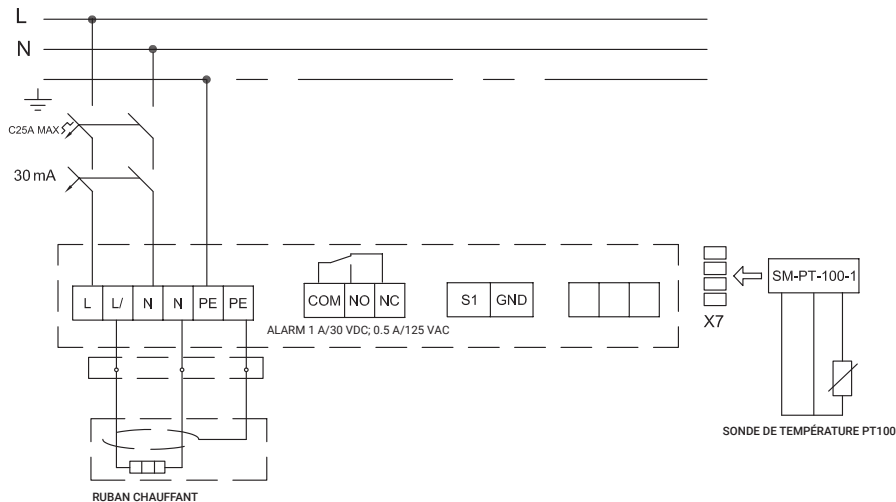 L
N
C25A MAX
30 mA
L L/ N N PE PE
COM NO NC
S1 GND
SM-PT-100-1
X7
ALARM 1 A/30 VDC; 0.5 A/125 VAC
SONDE DE TEMPÉRATURE PT100
RUBAN CHAUFFANT